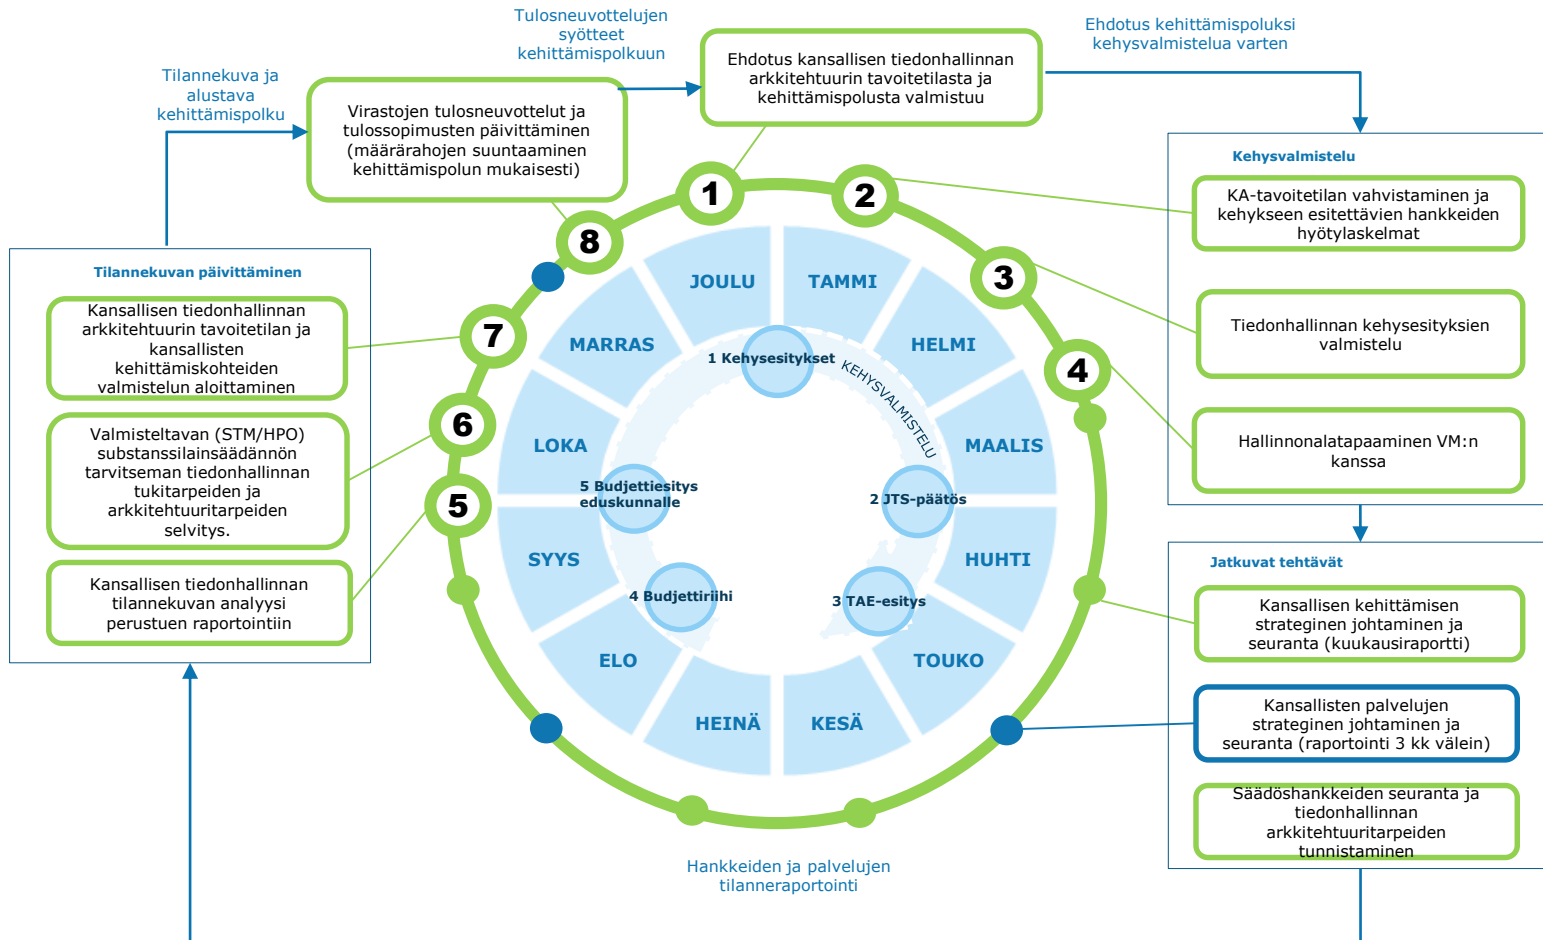 Tulosneuvottelujen
syötteet
kehittämispolkuun
Ehdotus kehittämispoluksi
kehysvalmistelua varten
Tilannekuva ja
alustava
kehittämispolku
Virastojen tulosneuvottelut ja
tulossopimusten päivittäminen
(määrärahojen suuntaaminen
kehittämispolun mukaisesti)
Ehdotus kansallisen tiedonhallinnan
arkkitehtuurin tavoitetilasta ja
kehittämispolusta valmistuu
Kehysvalmistelu
KA-tavoitetilan vahvistaminen ja
kehykseen esitettävien hankkeiden
hyötylaskelmat
Tiedonhallinnan kehysesityksien
valmistelu
Hallinnonalatapaaminen VM:n
kanssa
Jatkuvat tehtävät
Kansallisen kehittämisen
strateginen johtaminen ja
seuranta (kuukausiraportti)
Kansallisten palvelujen
strateginen johtaminen ja
seuranta (raportointi 3 kk välein)
Säädöshankkeiden seuranta ja
tiedonhallinnan
arkkitehtuuritarpeiden
tunnistaminen
Tilannekuvan päivittäminen
Kansallisen tiedonhallinnan
arkkitehtuurin tavoitetilan ja
kansallisten
kehittämiskohteiden
valmistelun aloittaminen
Valmisteltavan (STM/HPO)
substanssilainsäädännön
tarvitseman tiedonhallinnan
tukitarpeiden ja
arkkitehtuuritarpeiden
selvitys.
Kansallisen tiedonhallinnan
tilannekuvan analyysi
perustuen raportointiin
1
2
3
4
5
6
7
8
TAMMI
HELMI
MAALIS
HUHTI
TOUKO
KESÄ
HEINÄ
ELO
SYYS
LOKA
MARRAS
JOULU
1 Kehysesitykset
KEHYSVALMISTELU
2 JTS-päätös
3 TAE-esitys
4 Budjettiriihi
5 Budjettiesitys
eduskunnalle
Hankkeiden ja palvelujen
tilanneraportointi